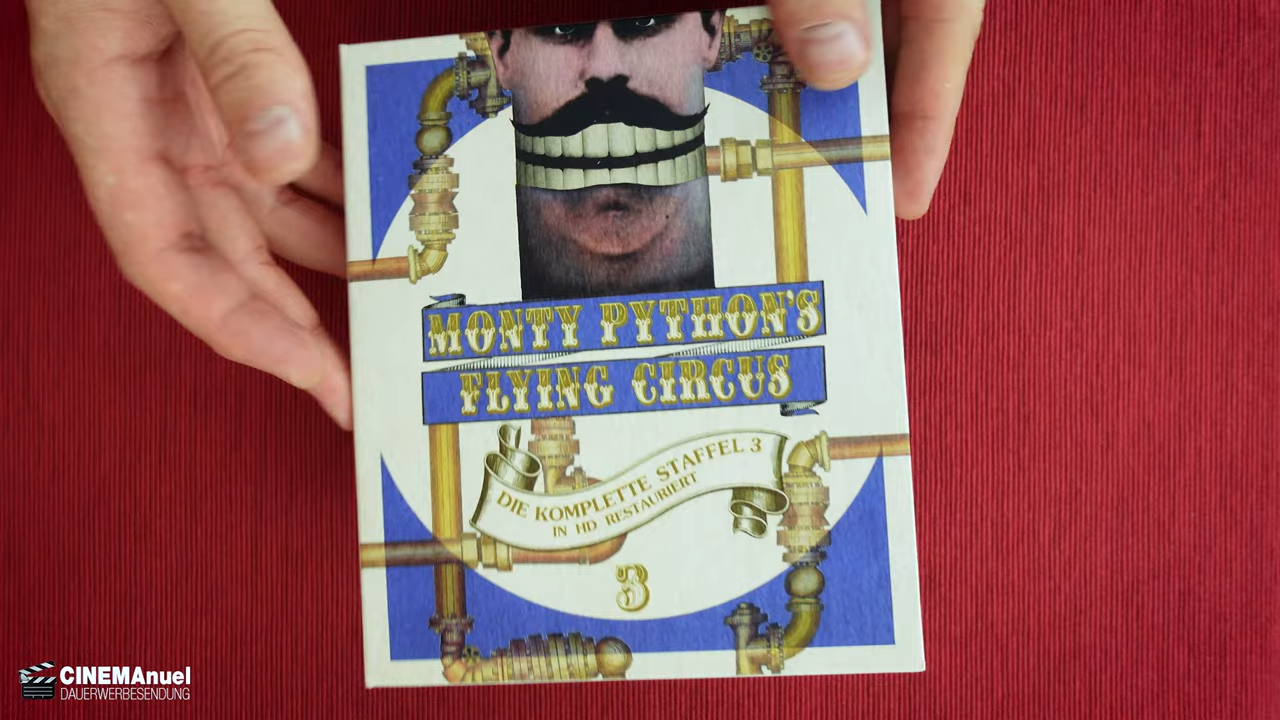 MONTY PYTHON'S
FLYING CIRCUS
DIE KOMPLETTE STAFFEL 3
IN HD RESTAURIERT
3
CINEMAnuel
DAUERWERBESENDUNG